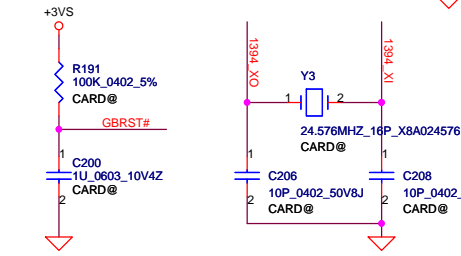 +3VS
R191
100K_0402_5%
CARD@
GBRST#
1
C200
1U_0603_10V4Z
CARD@
2
1394_XO
1394_XI
Y3
1
2
24.576MHZ_16P_X8A024576
CARD@
1
C206
10P_0402_50V8J
CARD@
2
1
C208
10P_0402_
CARD@
2